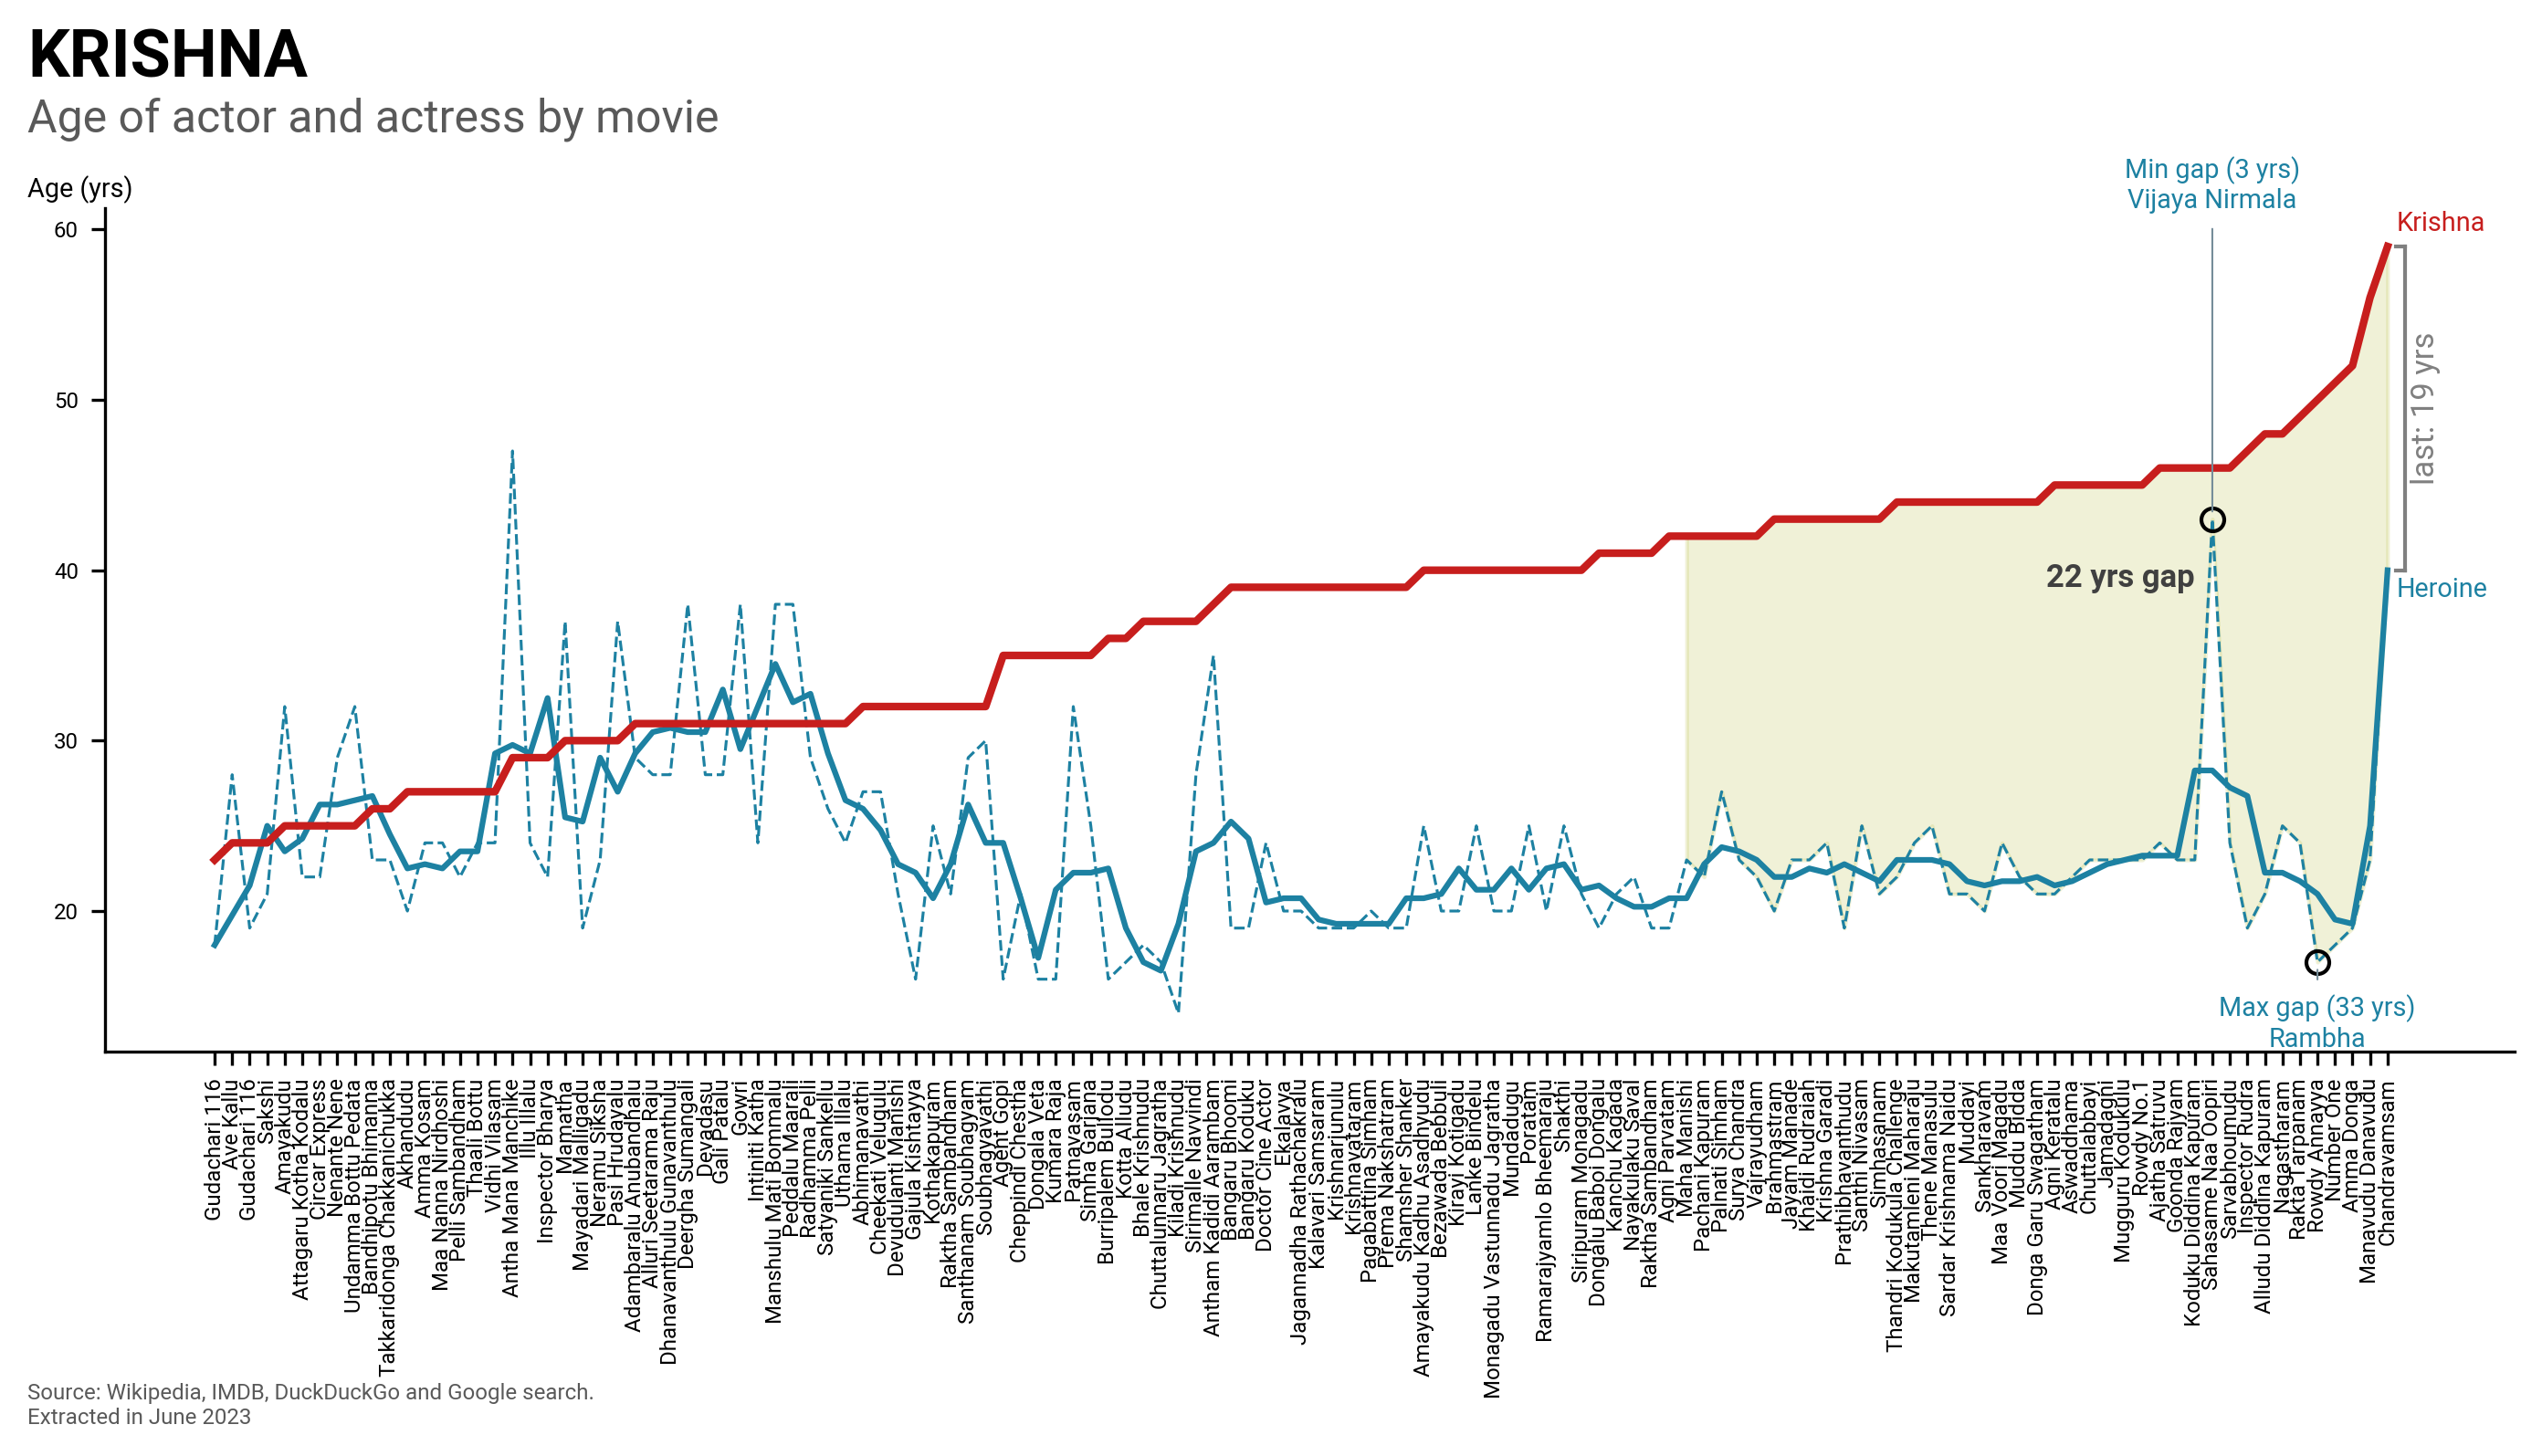 KRISHNA
Age of actor and actress by movie
Min gap (3 yrs)
Vijaya Nirmala
Age (yrs)
Krishna
60
50
40
30
20
last: 19 yrs
22 yrs gap
Heroine
Max gap (33 yrs)
Rambha
Gudachari 116
Ave Kallu
Gudachari 116
Sakshi
Amayakudu
Attagaru Kotha Kodalu
Circar Express
Nenante Nene
Undamma Bottu Pedata
Bandhipotu Bhimanna
Takkaridonga Chakkanichukka
Akhandudu
Amma Kosam
Maa Nanna Nirdhoshi
Pelli Sambandham
Thaali Bottu
Vidhi Vilasam
Antha Mana Manchike
Illu Illalu
Inspector Bharya
Mamatha
Mayadari Malligadu
Neramu Siksha
Pasi Hrudayalu
Adambaralu Anubandhalu
Alluri Seetarama Raju
Dhanavanthulu Gunavanthulu
Deergha Sumangali
Devadasu
Gali Patalu
Gowri
Intiniti Katha
Manshulu Mati Bommalu
Peddalu Maarali
Radhamma Pelli
Satyaniki Sankellu
Uthama Illalu
Abhimanavathi
Cheekati Velugulu
Devudulanti Manishi
Gajula Kishtayya
Kothakapuram
Raktha Sambandham
Santhanam Soubhagyam
Soubhagyavathi
Agent Gopi
Cheppindi Chestha
Dongala Veta
Kumara Raja
Patnavasam
Simha Garjana
Burripalem Bullodu
Kotta Alludu
Bhale Krishnudu
Chuttalunnaru Jagratha
Kiladi Krishnudu
Sirimalle Navvindi
Antham Kadidi Aarambam
Bangaru Bhoomi
Bangaru Koduku
Doctor Cine Actor
Ekalavya
Jagannadha Rathachakralu
Kalavari Samsaram
Krishnarjunulu
Krishnavataram
Pagabattina Simham
Prema Nakshatram
Shamsher Shanker
Amayakudu Kadhu Asadhyudu
Bezawada Bebbuli
Kirayi Kotigadu
Lanke Bindelu
Monagadu Vastunnadu Jagratha
Mundadugu
Poratam
Ramarajyamlo Bheemaraju
Shakthi
Siripuram Monagadu
Dongalu Baboi Dongalu
Kanchu Kagada
Nayakulaku Saval
Raktha Sambandham
Agni Parvatam
Maha Manishi
Pachani Kapuram
Palnati Simham
Surya Chandra
Vajrayudham
Brahmastram
Jayam Manade
Khaidi Rudraiah
Krishna Garadi
Prathibhavanthudu
Santhi Nivasam
Simhasanam
Thandri Kodukula Challenge
Makutamleni Maharaju
Thene Manasulu
Sardar Krishnama Naidu
Muddayi
Sankharavam
Maa Voori Magadu
Muddu Bidda
Donga Garu Swagatham
Agni Keratalu
Aswaddhama
Chuttalabbayi
Jamadagni
Mugguru Kodukulu
Rowdy No.1
Ajatha Satruvu
Goonda Rajyam
Koduku Diddina Kapuram
Sahasame Naa Oopiri
Sarvabhoumudu
Inspector Rudra
Alludu Diddina Kapuram
Nagastharam
Rakta Tarpanam
Rowdy Annayya
Number One
Amma Donga
Manavudu Danavudu
Chandravamsam
Source: Wikipedia, IMDB, DuckDuckGo and Google search.
Extracted in June 2023